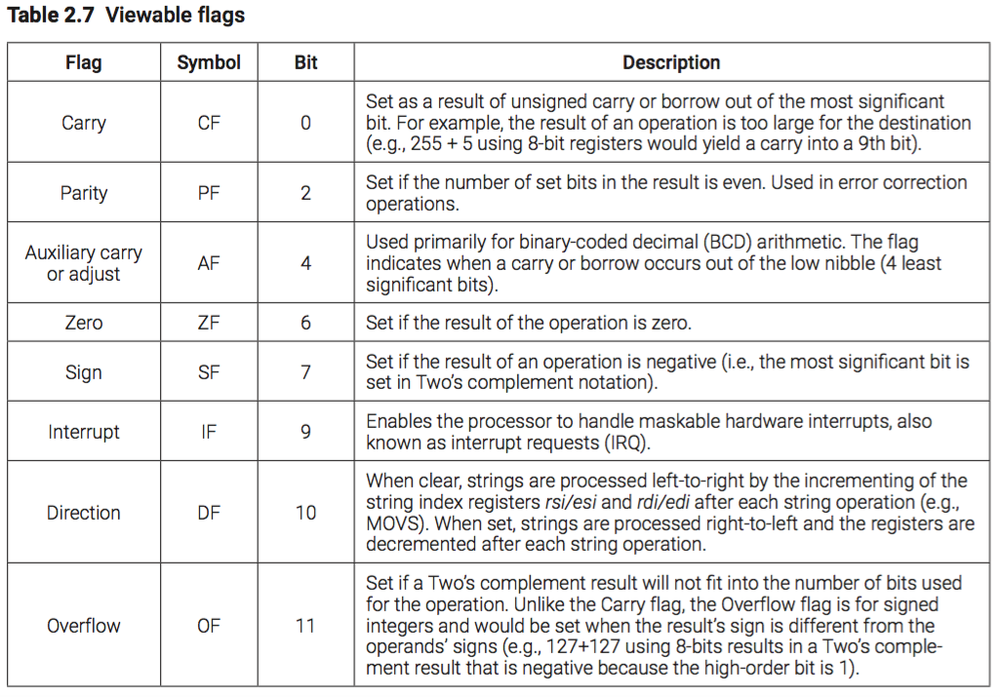 Table 2.7 Viewable flags
Flag Symbol Bit Description
Carry CF 0
Set as a result of unsigned carry or borrow out of the most significant
bit. For example, the result of an operation is too large for the destination
(e.g., 255 + 5 using 8-bit registers would yield a carry into a 9th bit).
Parity PF 2
Set if the number of set bits in the result is even. Used in error correction
operations.
Auxiliary carry
or adjust
AF 4
Used primarily for binary-coded decimal (BCD) arithmetic. The flag
indicates when a carry or borrow occurs out of the low nibble (4 least
significant bits).
Zero ZF 6 Set if the result of the operation is zero.
Sign SF 7
Set if the result of an operation is negative (i.e., the most significant bit is
set in Two's complement notation).
Interrupt IF 9
Enables the processor to handle maskable hardware interrupts, also
known as interrupt requests (IRQ).
Direction DF 10
When clear, strings are processed left-to-right by the incrementing of the
string index registers rsi/esi and rdi/edi after each string operation (e.g.,
MOVS). When set, strings are processed right-to-left and the registers are
decremented after each string operation.
Overflow OF 11
Set if a Two's complement result will not fit into the number of bits used
for the operation. Unlike the Carry flag, the Overflow flag is for signed
integers and would be set when the result's sign is different from the
operands' signs (e.g., 127+127 using 8-bits results in a Two's comple-
ment result that is negative because the high-order bit is 1).